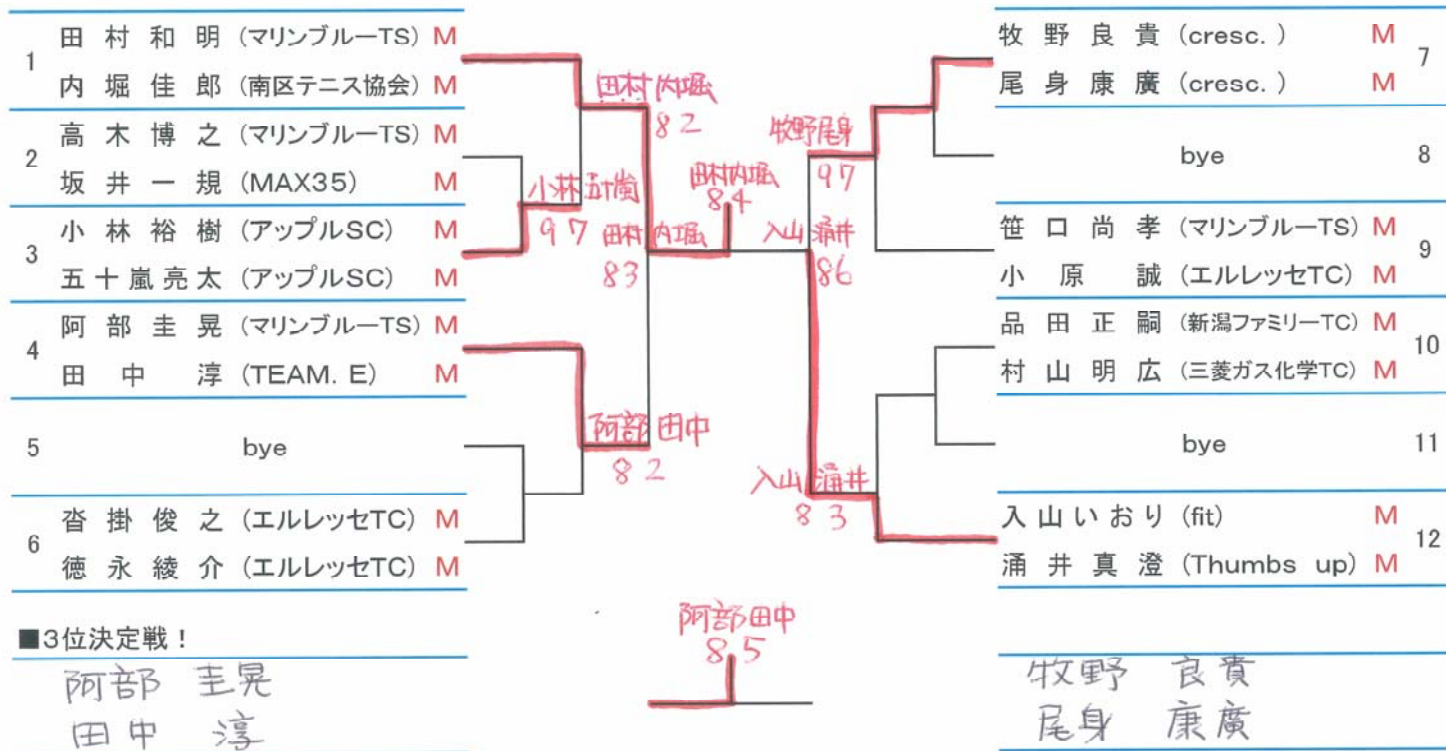 1
田村和明 (マリンブルーTS) M
内堀佳郎 (南区テニス協会) M
2
高木博之 (マリンブルーTS) M
坂井一規 (MAX35) M
3
小林裕樹 (アップルSC) M
五十嵐亮太 (アップルSC) M
4
阿部圭晃 (マリンブルーTS) M
田中淳 (TEAM. E) M
5 bye
6
沓掛俊之 (エルレッセTC) M
徳永綾介 (エルレッセTC) M
田村 内堀
82
小林 五十嵐
97
田村 内堀
83
阿部 田中
82
田村 内堀
84
牧野 尾身
97
入山 涌井
86
入山 涌井
83
牧野良貴 (cresc. ) M
尾身康廣 (cresc. ) M
7
bye 8
笹口尚孝 (マリンブルーTS) M
小原誠 (エルレッセTC) M
9
品田正嗣 (新潟ファミリーTC) M
村山明広 (三菱ガス化学TC) M
10
bye 11
入山いおり (fit) M
涌井真澄 (Thumbs up) M
12
■3位決定戦！
阿部 圭晃
田中 淳
阿部 田中
85
牧野 良貴
尾身 康廣